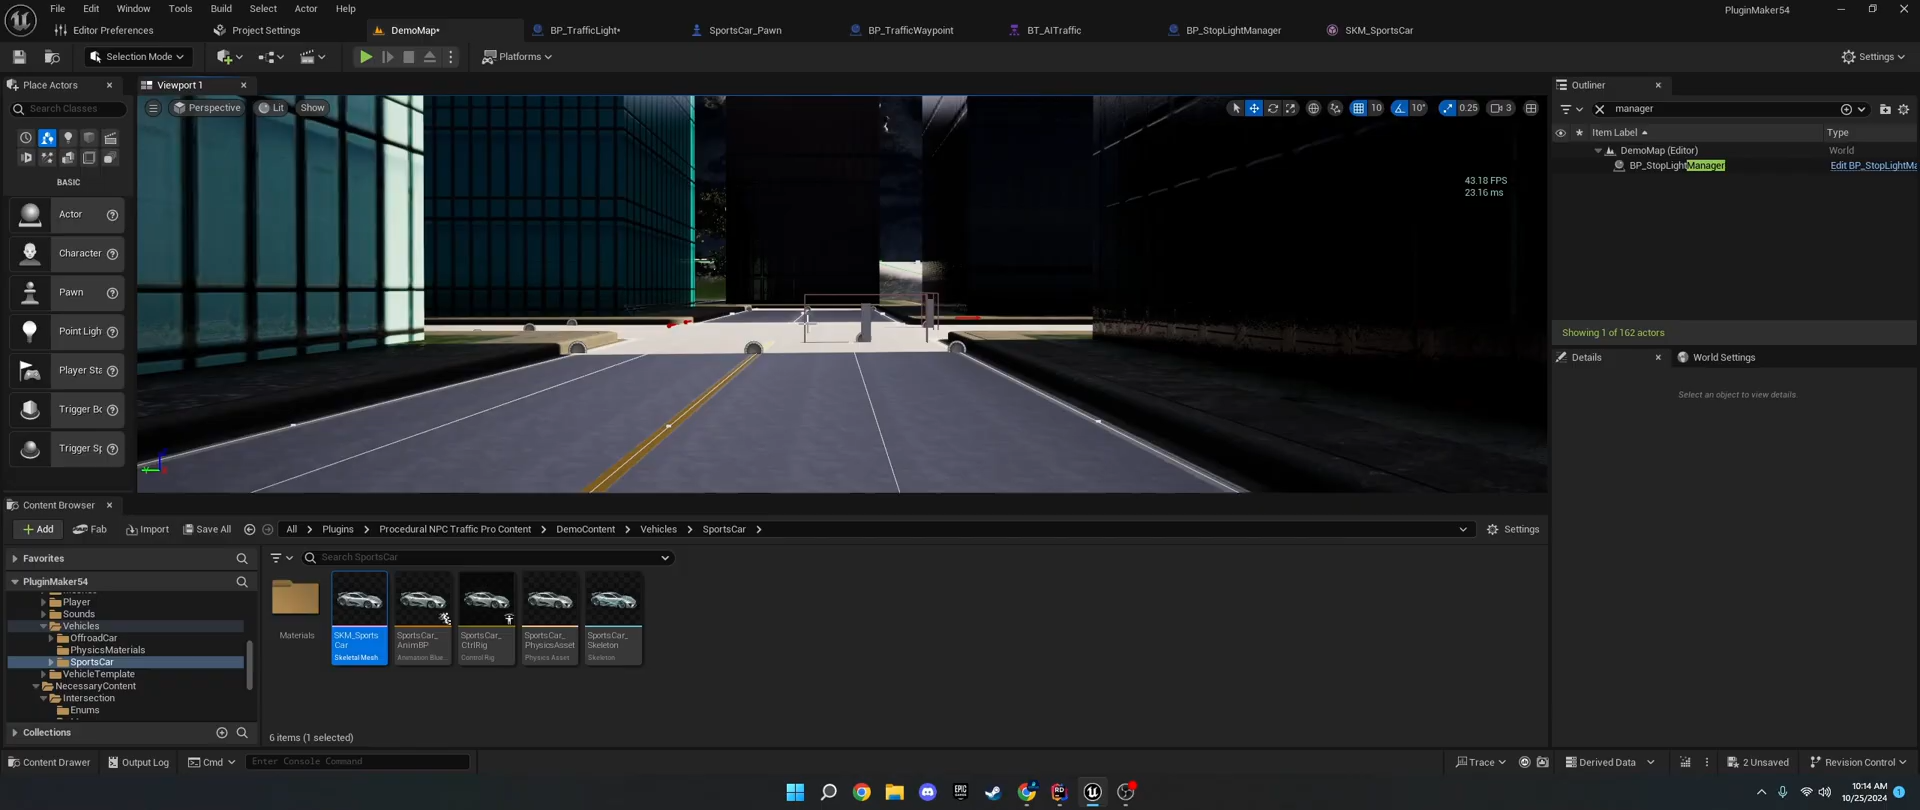 File Edit Window Tools Build Select Actor Help
PluginMaker54
Editor Preferences Project Settings DemoMap• BP_TrafficLight• SportsCar_Pawn BP_TrafficWaypoint BT_AITraffic BP_StopLightManager SKM_SportsCar
Selection Mode Platforms Settings
Place Actors Viewport 1 Outliner
Search Classes Perspective Lit Show 10 10° 0.25 3 manager
Item Label Type
DemoMap (Editor) World
BP_StopLightManager Edit BP_StopLightMa
BASIC
43.18 FPS
23.16 ms
Actor
Character
Pawn
Point Ligh
Player Sta
Trigger Bo
Trigger Sp
Showing 1 of 162 actors
Details World Settings
Select an object to view details.
Content Browser
Add Fab Import Save All All Plugins Procedural NPC Traffic Pro Content DemoContent Vehicles SportsCar Settings
Favorites Search SportsCar
PluginMaker54
Player
Sounds
Vehicles
OffroadCar
PhysicsMaterials
SportsCar
VehicleTemplate
NecessaryContent
Intersection
Enums
Collections
Materials
SKM_Sports
Car
Skeletal Mesh
SportsCar_
AnimBP
Animation Blue...
SportsCar_
CtrlRig
Control Rig
SportsCar_
PhysicsAsset
Physics Asset
SportsCar_
Skeleton
Skeleton
6 items (1 selected)
Content Drawer Output Log Cmd Enter Console Command Trace Derived Data 2 Unsaved Revision Control
10:14 AM
10/25/2024